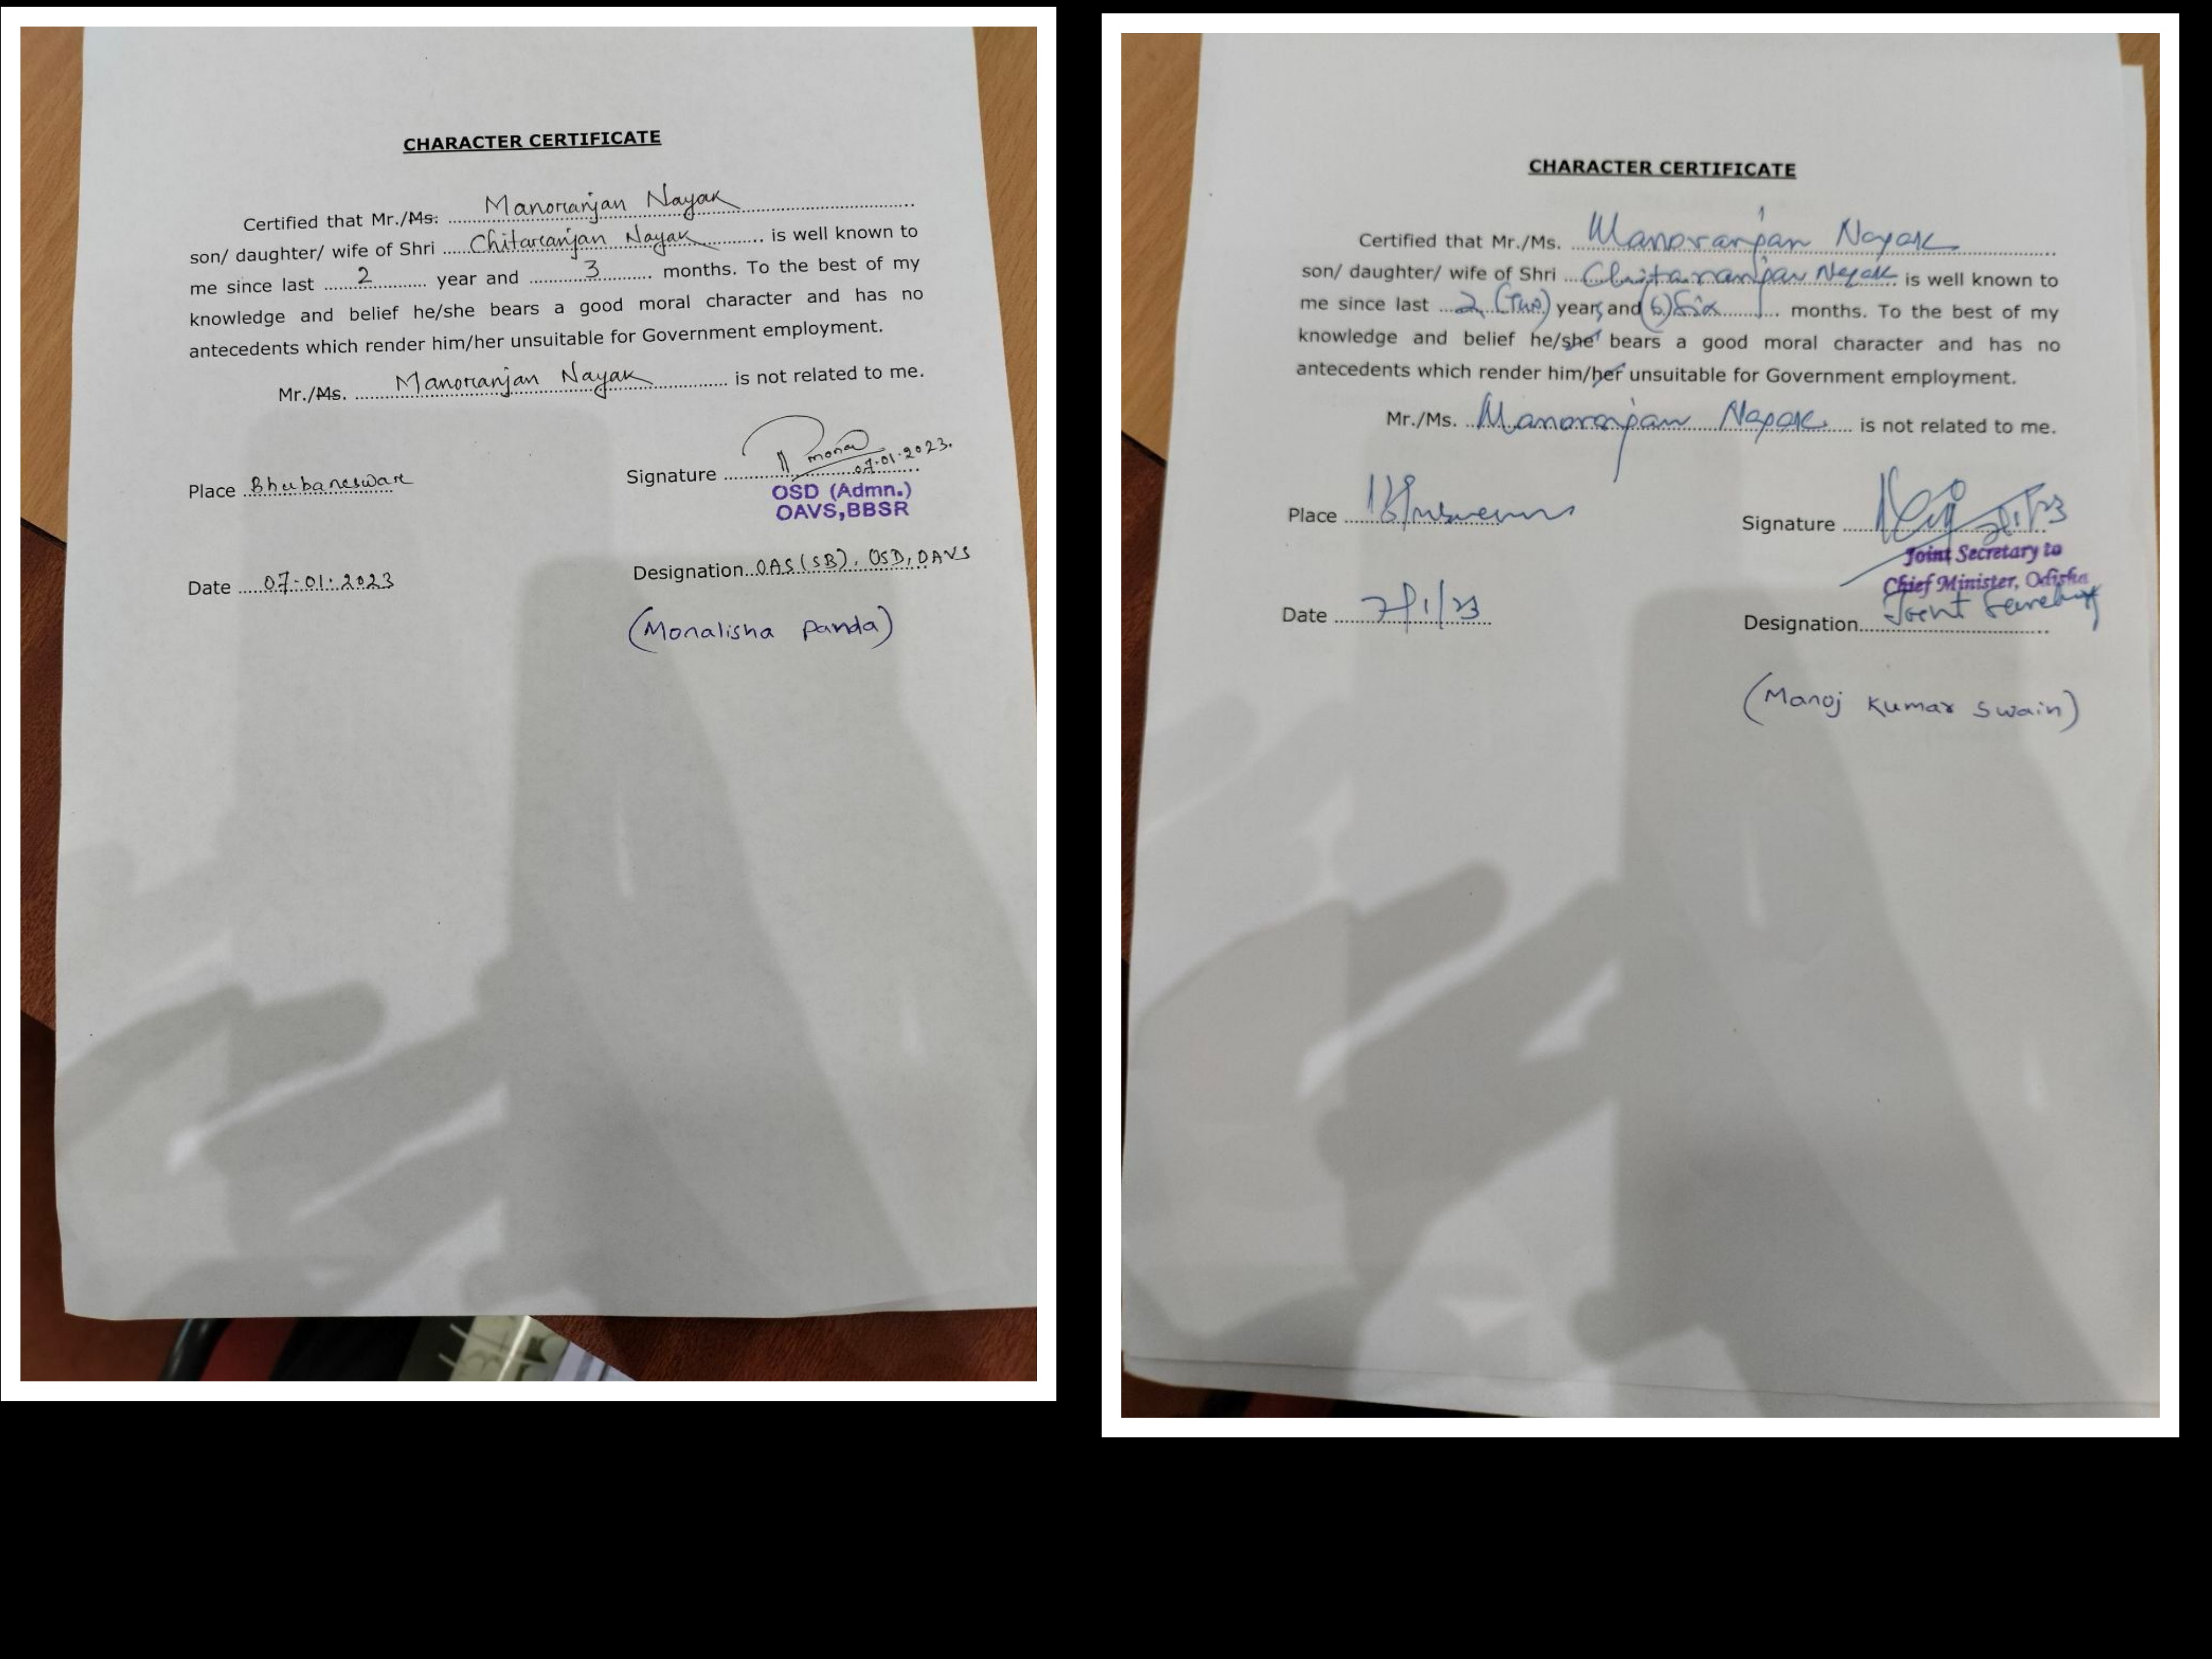 CHARACTER CERTIFICATE
Certified that Mr./Ms. Manoranjan Nayak
son/ daughter/ wife of Shri Chitaranjan Nayak is well known to
me since last 2 year and 3 months. To the best of my
knowledge and belief he/she bears a good moral character and has no
antecedents which render him/her unsuitable for Government employment.
Mr./Ms. Manoranjan Nayak is not related to me.
Signature 07.01.2023.
Place Bhubaneswar
OSD (Admn.)
OAVS,BBSR
Designation OAS(SB), OSD, OAVS
Date 07.01.2023
(Monalisha Panda)
CHARACTER CERTIFICATE
Certified that Mr./Ms. Manoranjan Nayak
son/ daughter/ wife of Shri Chitaranjan Nayak is well known to
me since last 2 (Two) years and (6) Six months. To the best of my
knowledge and belief he/she bears a good moral character and has no
antecedents which render him/her unsuitable for Government employment.
Mr./Ms. Manoranjan Nayak is not related to me.
Place
Signature
Joint Secretary to
Chief Minister, Odisha
Date 7/1/23
Designation Joint Secretary
(Manoj Kumar Swain)